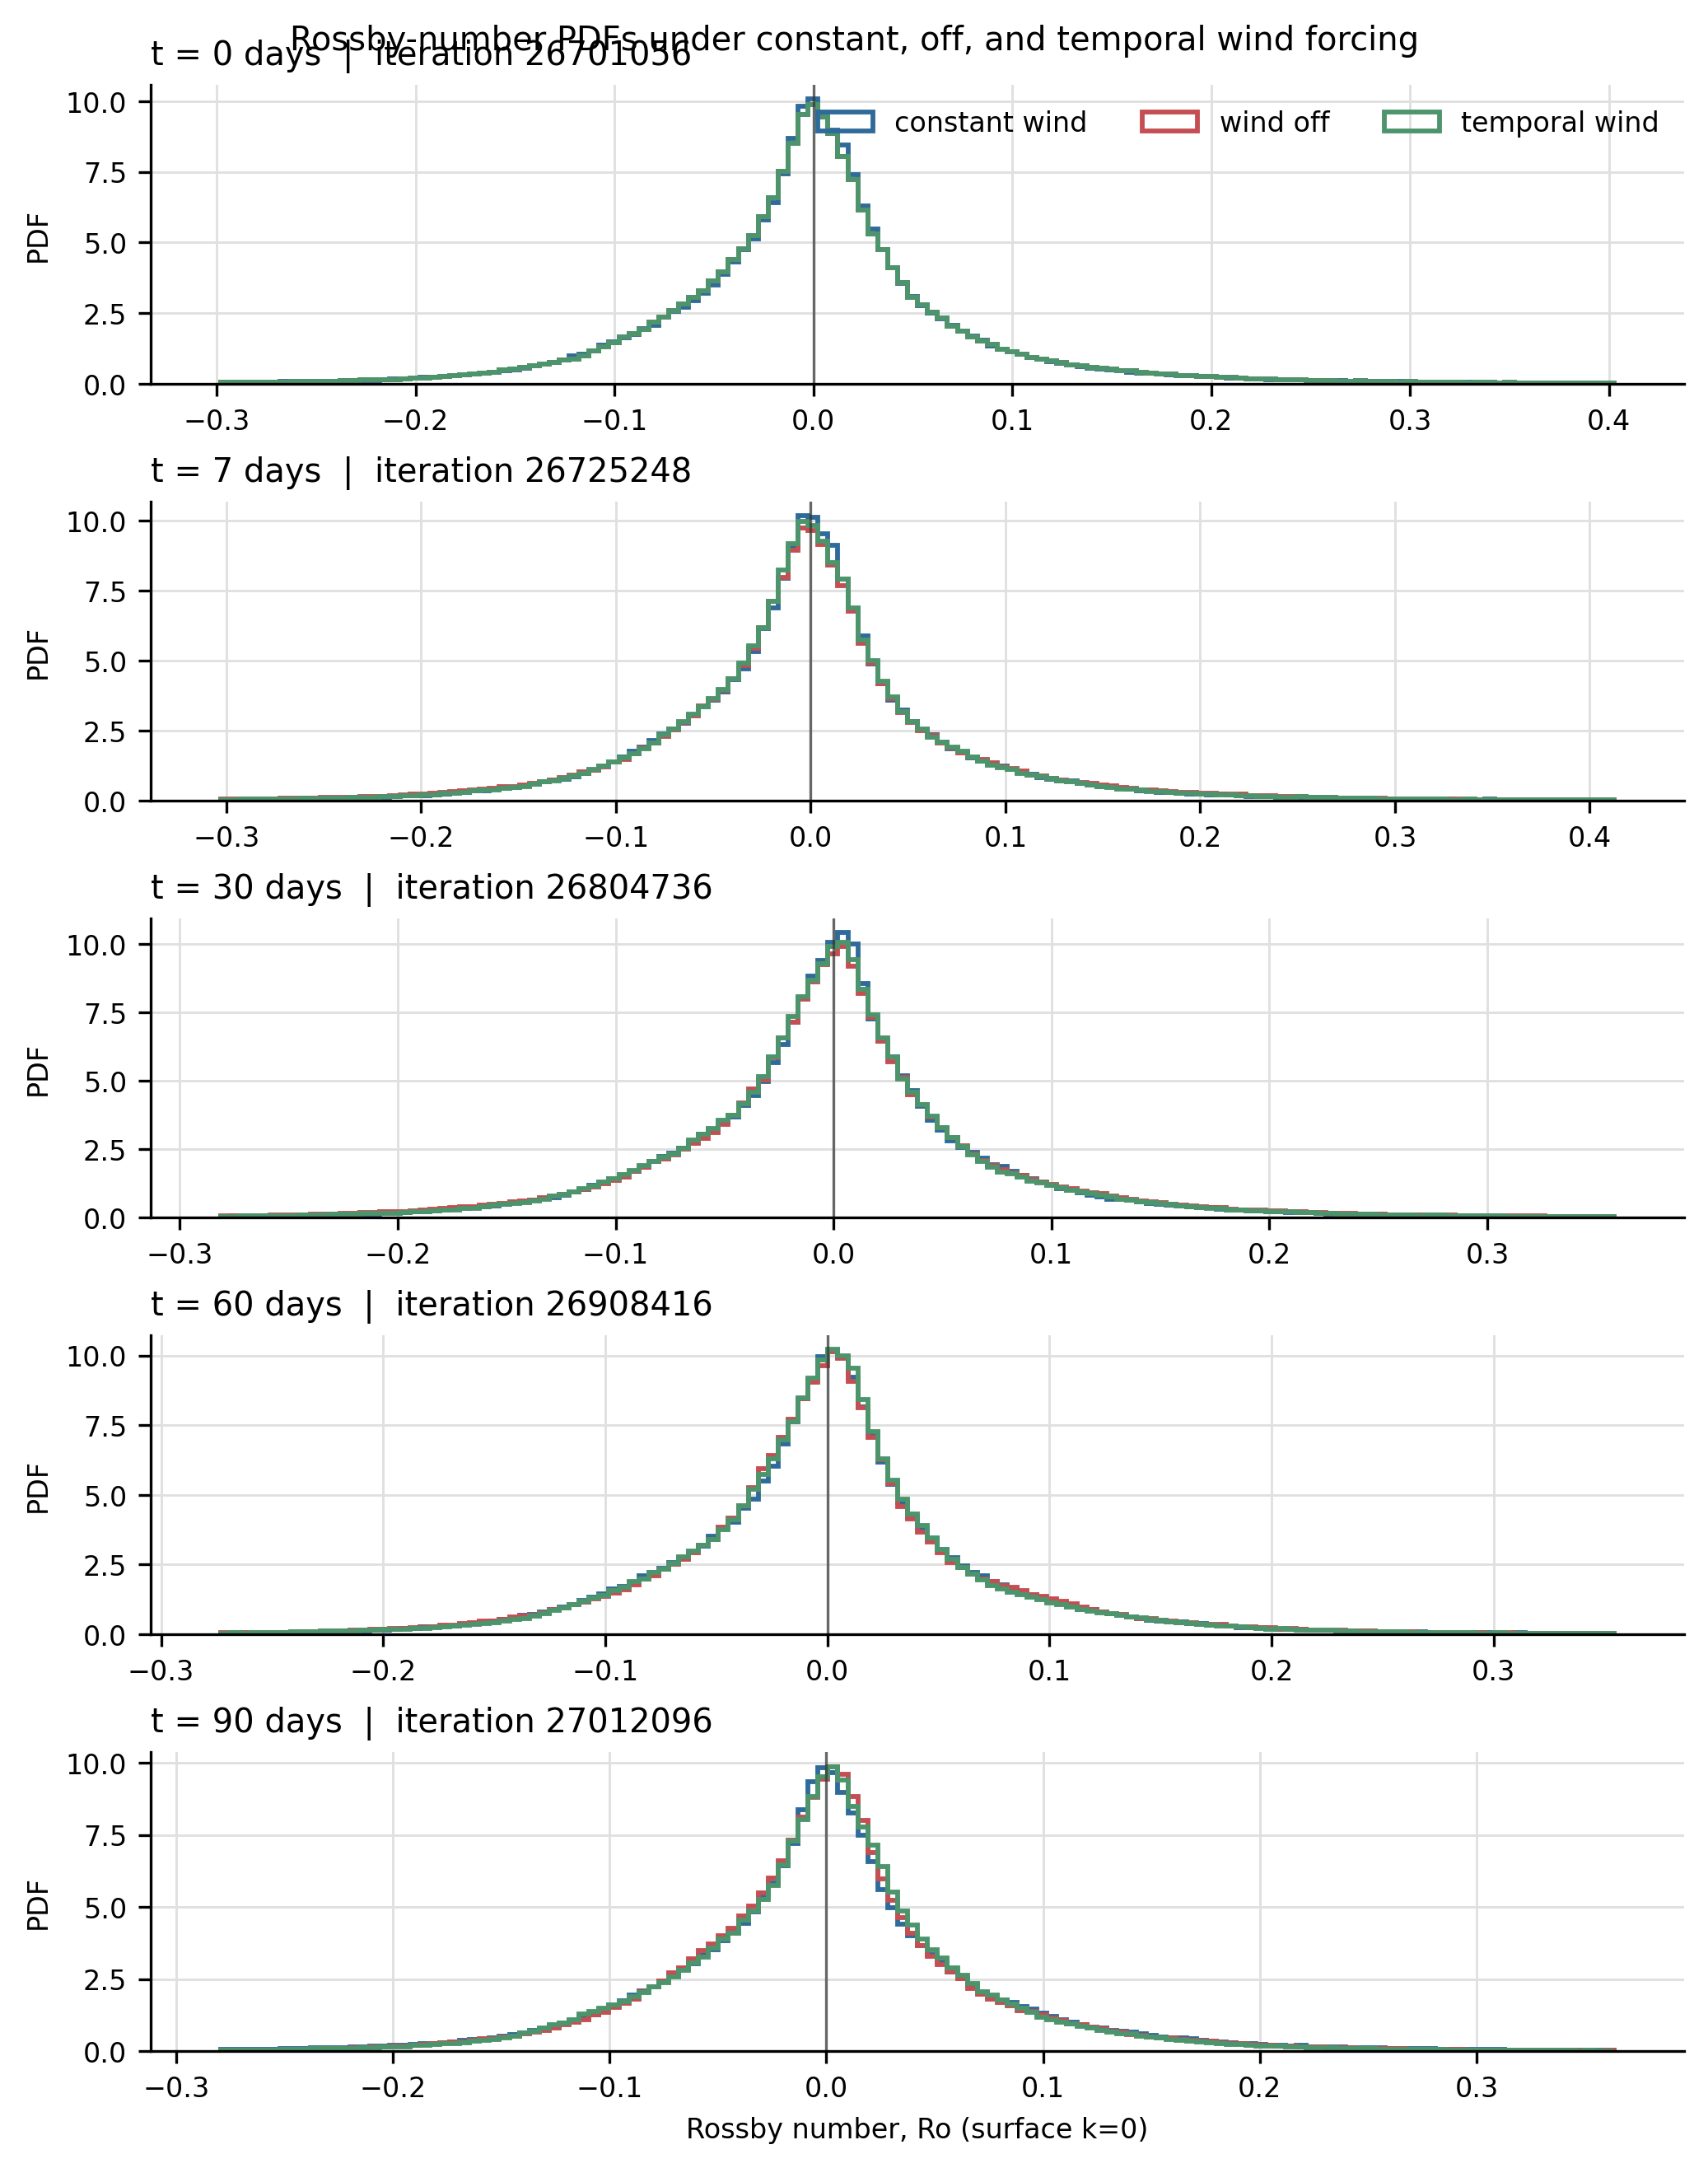 Rossby-number PDFs under constant, off, and temporal wind forcing
t = 0 days | iteration 26701056
constant wind wind off temporal wind
10.0
7.5
5.0
2.5
0.0
PDF
−0.3 −0.2 −0.1 0.0 0.1 0.2 0.3 0.4
t = 7 days | iteration 26725248
10.0
7.5
5.0
2.5
0.0
PDF
−0.3 −0.2 −0.1 0.0 0.1 0.2 0.3 0.4
t = 30 days | iteration 26804736
10.0
7.5
5.0
2.5
0.0
PDF
−0.3 −0.2 −0.1 0.0 0.1 0.2 0.3
t = 60 days | iteration 26908416
10.0
7.5
5.0
2.5
0.0
PDF
−0.3 −0.2 −0.1 0.0 0.1 0.2 0.3
t = 90 days | iteration 27012096
10.0
7.5
5.0
2.5
0.0
PDF
−0.3 −0.2 −0.1 0.0 0.1 0.2 0.3
Rossby number, Ro (surface k=0)